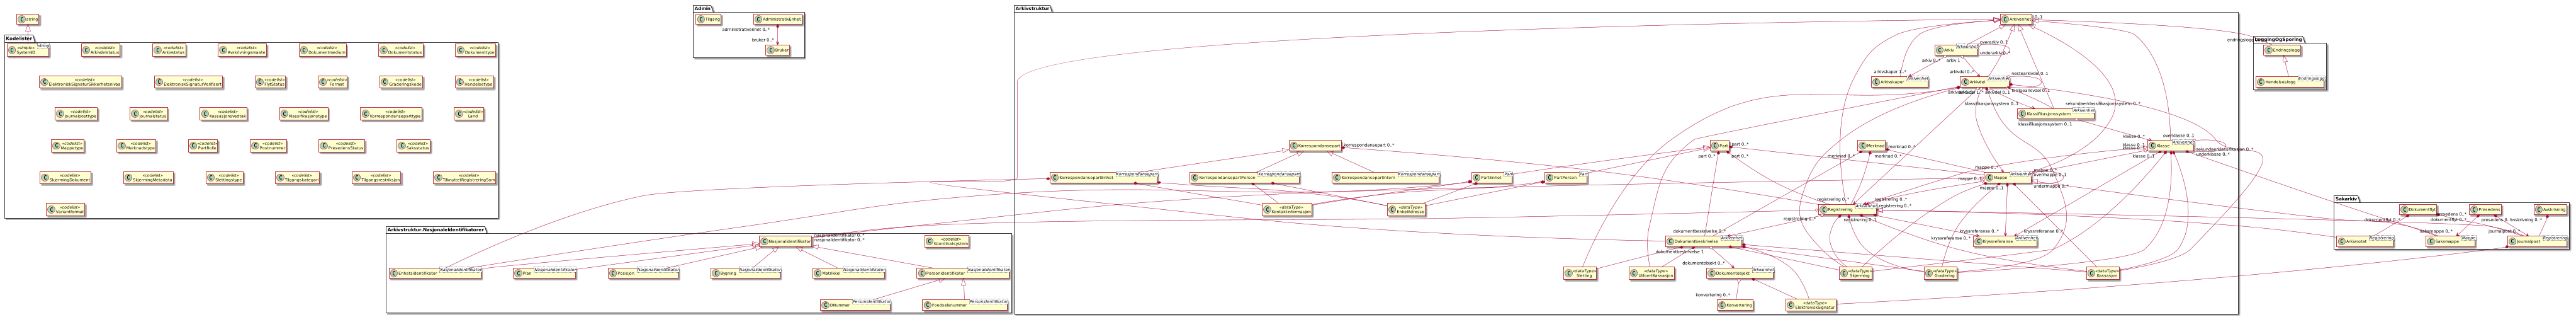 string
Kodelister
«simple»
SystemID
string
«codelist»
Arkivdelstatus
«codelist»
Arkivstatus
«codelist»
Avskrivningsmaate
«codelist»
Dokumentmedium
«codelist»
Dokumentstatus
«codelist»
Dokumenttype
«codelist»
ElektroniskSignaturSikkerhetsnivaa
«codelist»
ElektroniskSignaturVerifisert
«codelist»
FlytStatus
«codelist»
Format
«codelist»
Graderingskode
«codelist»
Hendelsetype
«codelist»
Journalposttype
«codelist»
Journalstatus
«codelist»
Kassasjonsvedtak
«codelist»
Klassifikasjonstype
«codelist»
Korrespondanseparttype
«codelist»
Land
«codelist»
Mappetype
«codelist»
Merknadstype
«codelist»
PartRolle
«codelist»
Postnummer
«codelist»
PresedensStatus
«codelist»
Saksstatus
«codelist»
SkjermingDokument
«codelist»
SkjermingMetadata
«codelist»
Slettingstype
«codelist»
Tilgangskategori
«codelist»
Tilgangsrestriksjon
«codelist»
TilknyttetRegistreringSom
«codelist»
Variantformat
Admin
Tilgang
AdministrativEnhet
administrativenhet 0..*
bruker 0..*
Bruker
Arkivstruktur
Arkivenhet
0..1
Arkiv
Arkivenhet
overarkiv 0..1
underarkiv 0..*
arkiv 0..*
arkiv 1
arkivskaper 1..*
Arkivskaper
Arkivenhet
arkivdel 0..*
Arkivdel
Arkivenhet
nestearkivdel 0..1
forrigearkivdel 0..1
klassifikasjonssystem 0..1
sekundaerklassifikasjonssystem 0..*
Klassifikasjonssystem
Arkivenhet
klassifikasjonssystem 0..1
klasse 0..*
overklasse 0..1
Klasse
Arkivenhet
sekundaerklassifikasjon 0..*
underklasse 0..*
klasse 0..1
klasse 0..1
Korrespondansepart
korrespondansepart 0..*
Part
part 0..*
part 0..*
part 0..*
Merknad
merknad 0..*
merknad 0..*
merknad 0..*
KorrespondansepartEnhet
Korrespondansepart
KorrespondansepartPerson
Korrespondansepart
KorrespondansepartIntern
Korrespondansepart
PartEnhet
Part
PartPerson
Part
mappe 0..*
Mappe
Arkivenhet
mappe 0..1
overmappe 0..1
undermappe 0..*
mappe 0..1
«dataType»
Kontaktinformasjon
«dataType»
EnkelAdresse
registrering 0..*
registrering 0..*
registrering 0..*
Registrering
Arkivenhet
registrering 1..*
registrering 0..1
kryssreferanse 0..*
kryssreferanse 0..*
kryssreferanse 0..*
Kryssreferanse
Arkivenhet
dokumentbeskrivelse 0..*
Dokumentbeskrivelse
Arkivenhet
dokumentbeskrivelse 1
dokumentobjekt 0..*
Dokumentobjekt
Arkivenhet
«dataType»
Sletting
«dataType»
UtfoertKassasjon
«dataType»
Skjerming
«dataType»
Gradering
«dataType»
Kassasjon
konvertering 0..*
Konvertering
«dataType»
ElektroniskSignatur
Arkivstruktur.NasjonaleIdentifikatorer
NasjonalIdentifikator
nasjonalidentifikator 0..*
nasjonalidentifikator 0..*
«codelist»
Koordinatsystem
EnhetsIdentifikator
NasjonalIdentifikator
Plan
NasjonalIdentifikator
Posisjon
NasjonalIdentifikator
Bygning
NasjonalIdentifikator
Matrikkel
NasjonalIdentifikator
PersonIdentifikator
NasjonalIdentifikator
DNummer
PersonIdentifikator
Foedselsnummer
PersonIdentifikator
LoggingOgSporing
endringslogg 0..*
Endringslogg
Hendelseslogg
Endringslogg
Sakarkiv
DokumentFlyt
dokumentflyt 0..*
dokumentflyt 0..*
Presedens
presedens 0..*
presedens 0..*
Avskrivning
avskrivning 0..*
Arkivnotat
Registrering
saksmappe 0..*
Saksmappe
Mappe
journalpost 0..*
Journalpost
Registrering